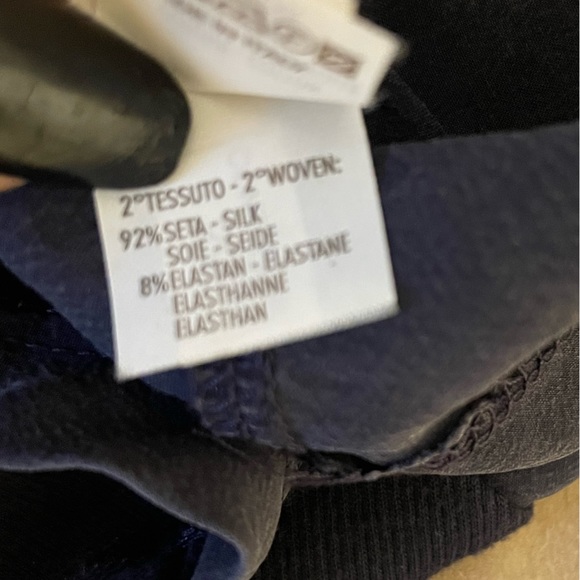 2°TESSUTO - 2°WOVEN:
92%SETA - SILK
SOIE - SEIDE
8%ELASTAN - ELASTANE
ELASTHANNE
ELASTHAN